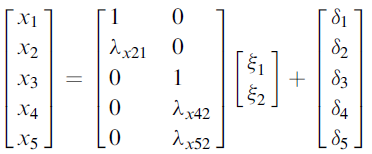 x₁ 1 0 δ₁
x₂ λₓ₂₁ 0 ξ₁ δ₂
x₃ = 0 1 + δ₃
x₄ 0 λₓ₄₂ ξ₂ δ₄
x₅ 0 λₓ₅₂ δ₅